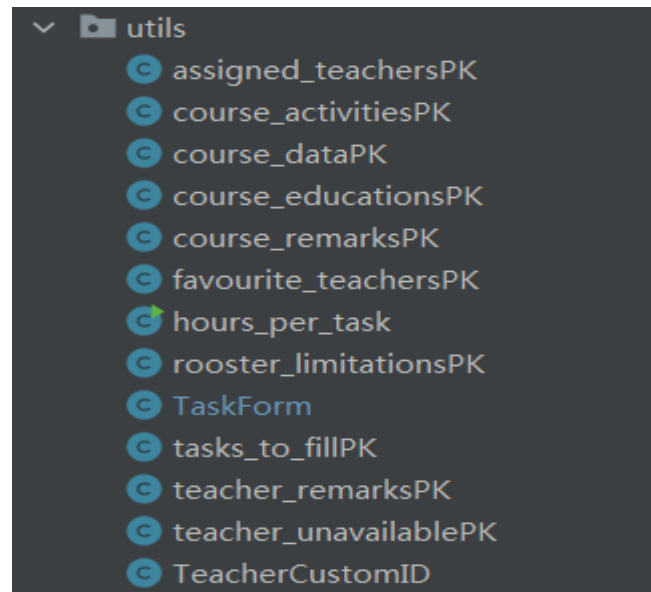 utils
assigned_teachersPK
course_activitiesPK
course_dataPK
course_educationsPK
course_remarksPK
favourite_teachersPK
hours_per_task
rooster_limitationsPK
TaskForm
tasks_to_fillPK
teacher_remarksPK
teacher_unavailablePK
TeacherCustomID